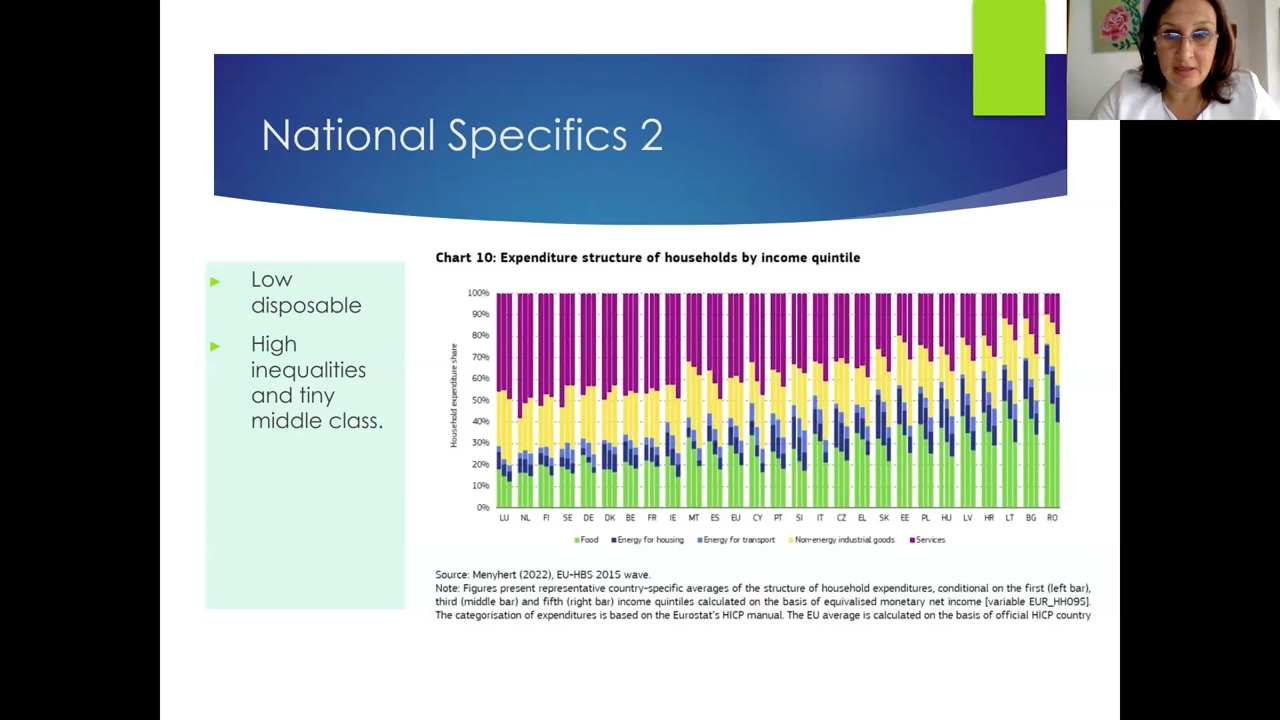 National Specifics 2
Low
disposable
High
inequalities
and tiny
middle class.
Chart 10: Expenditure structure of households by income quintile
Household expenditure share
100%
90%
80%
70%
60%
50%
40%
30%
20%
10%
0%
LU NL FI SE DE DK BE FR IE MT ES EU CY PT SI IT CZ EL SK EE PL HU LV HR LT BG RO
Food Energy for housing Energy for transport Non-energy industrial goods Services
Source: Menyhert (2022), EU-HBS 2015 wave.
Note: Figures present representative country-specific averages of the structure of household expenditures, conditional on the first (left bar),
third (middle bar) and fifth (right bar) income quintiles calculated on the basis of equivalised monetary net income [variable EUR_HH095].
The categorisation of expenditures is based on the Eurostat's HICP manual. The EU average is calculated on the basis of official HICP country